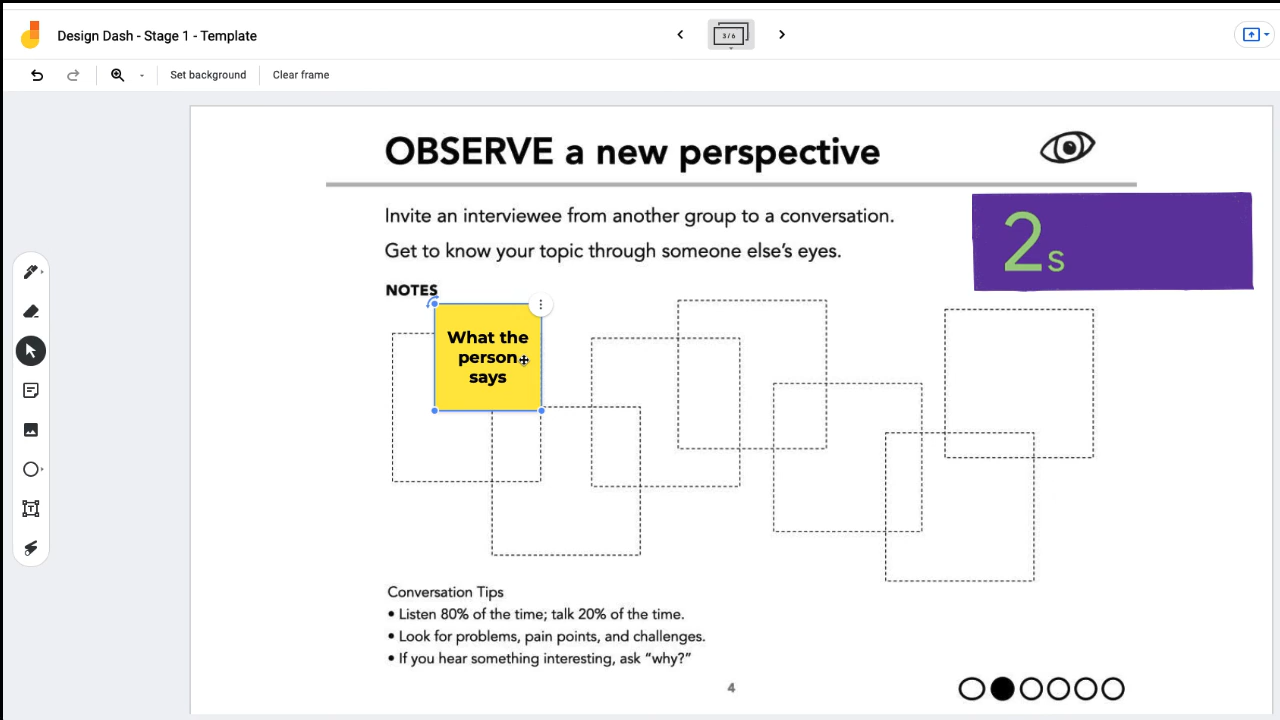 Design Dash - Stage 1 - Template
3 / 6
Set background
Clear frame
OBSERVE a new perspective
Invite an interviewee from another group to a conversation.
Get to know your topic through someone else's eyes.
2s
NOTES
What the
person
says
Conversation Tips
• Listen 80% of the time; talk 20% of the time.
• Look for problems, pain points, and challenges.
• If you hear something interesting, ask “why?”
4